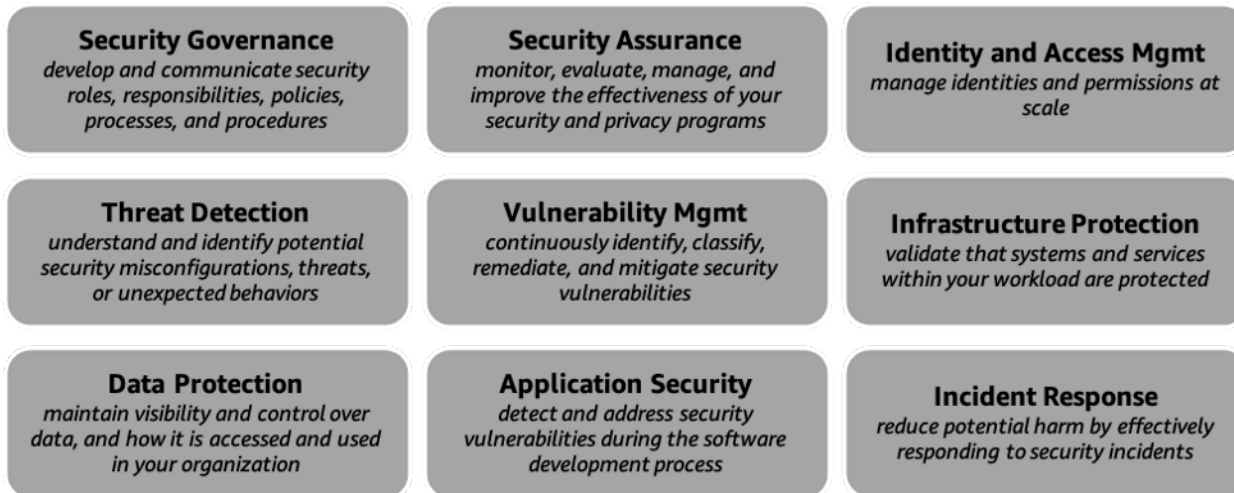 Security Governance
develop and communicate security
roles, responsibilities, policies,
processes, and procedures
Security Assurance
monitor, evaluate, manage, and
improve the effectiveness of your
security and privacy programs
Identity and Access Mgmt
manage identities and permissions at
scale
Threat Detection
understand and identify potential
security misconfigurations, threats,
or unexpected behaviors
Vulnerability Mgmt
continuously identify, classify,
remediate, and mitigate security
vulnerabilities
Infrastructure Protection
validate that systems and services
within your workload are protected
Data Protection
maintain visibility and control over
data, and how it is accessed and used
in your organization
Application Security
detect and address security
vulnerabilities during the software
development process
Incident Response
reduce potential harm by effectively
responding to security incidents